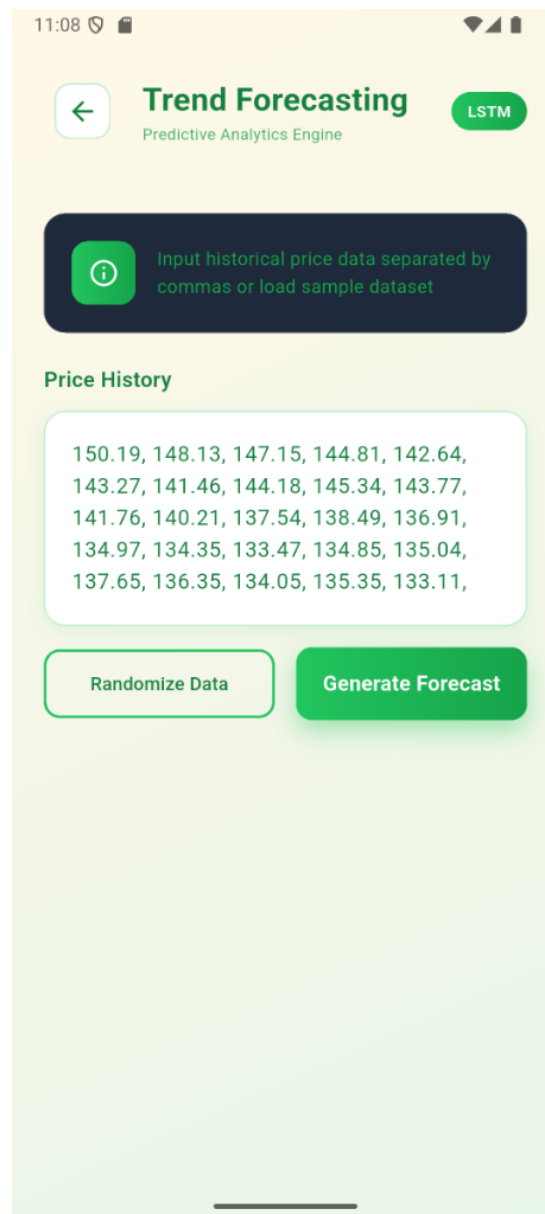 11:08
Trend Forecasting
Predictive Analytics Engine
LSTM
Input historical price data separated by
commas or load sample dataset
Price History
150.19, 148.13, 147.15, 144.81, 142.64,
143.27, 141.46, 144.18, 145.34, 143.77,
141.76, 140.21, 137.54, 138.49, 136.91,
134.97, 134.35, 133.47, 134.85, 135.04,
137.65, 136.35, 134.05, 135.35, 133.11,
Randomize Data
Generate Forecast